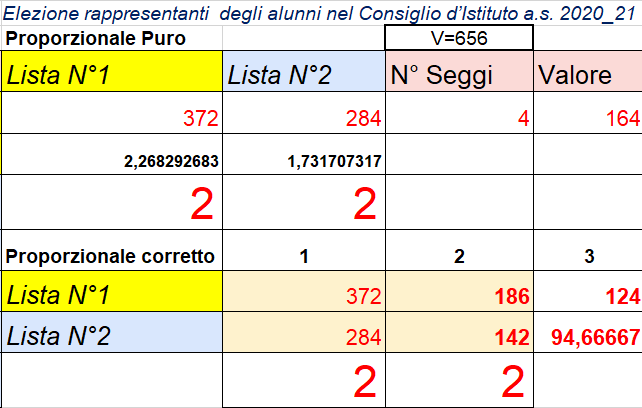 Elezione rappresentanti degli alunni nel Consiglio d'Istituto a.s. 2020_21
Proporzionale Puro V=656
Lista N°1 Lista N°2 N° Seggi Valore
372 284 4 164
2,268292683 1,731707317
2 2
Proporzionale corretto 1 2 3
Lista N°1 372 186 124
Lista N°2 284 142 94,66667
2 2